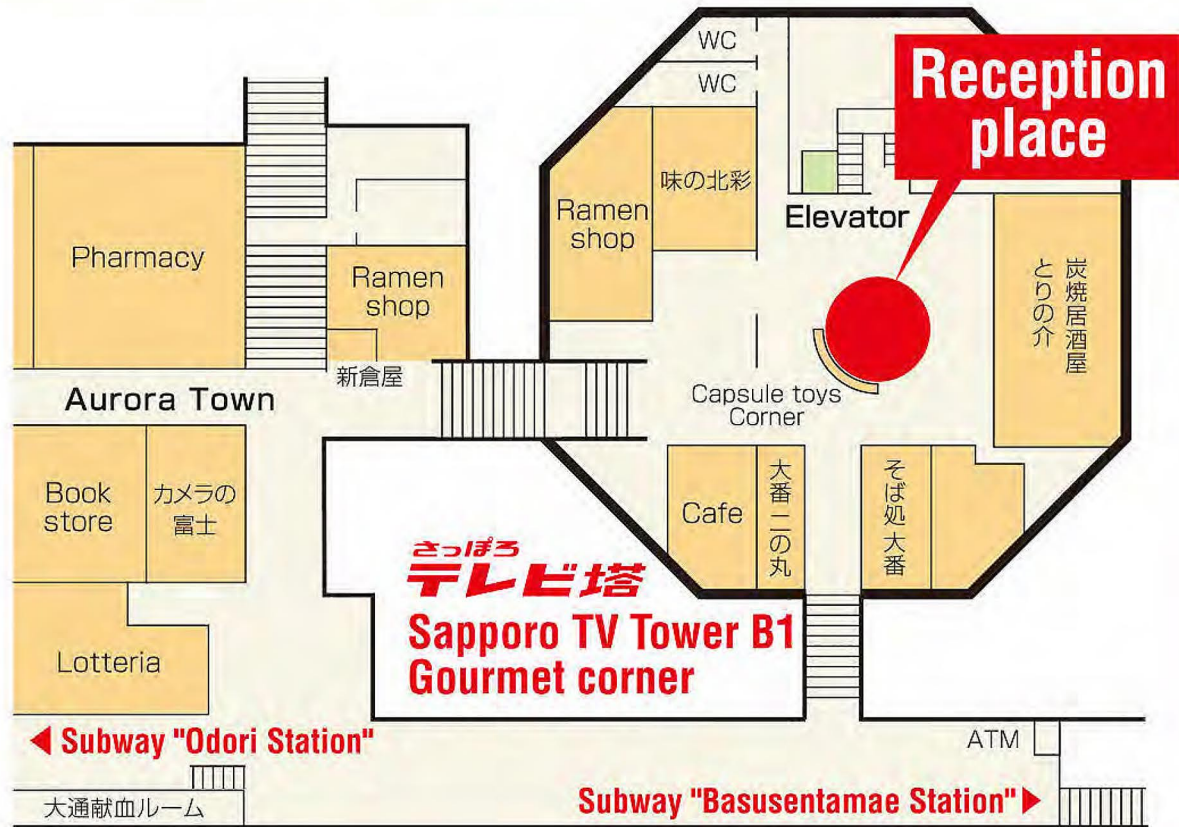 WC
WC
Reception
place
味の北彩
Ramen
shop
Elevator
Pharmacy
Ramen
shop
炭焼居酒屋
とりの介
新倉屋
Aurora Town
Capsule toys
Corner
Book
store
カメラの
富士
Cafe
大番 二の丸
そば処 大番
さっぽろ
テレビ塔
Sapporo TV Tower B1
Gourmet corner
Lotteria
Subway "Odori Station"
ATM
大通献血ルーム
Subway "Basusentamae Station"